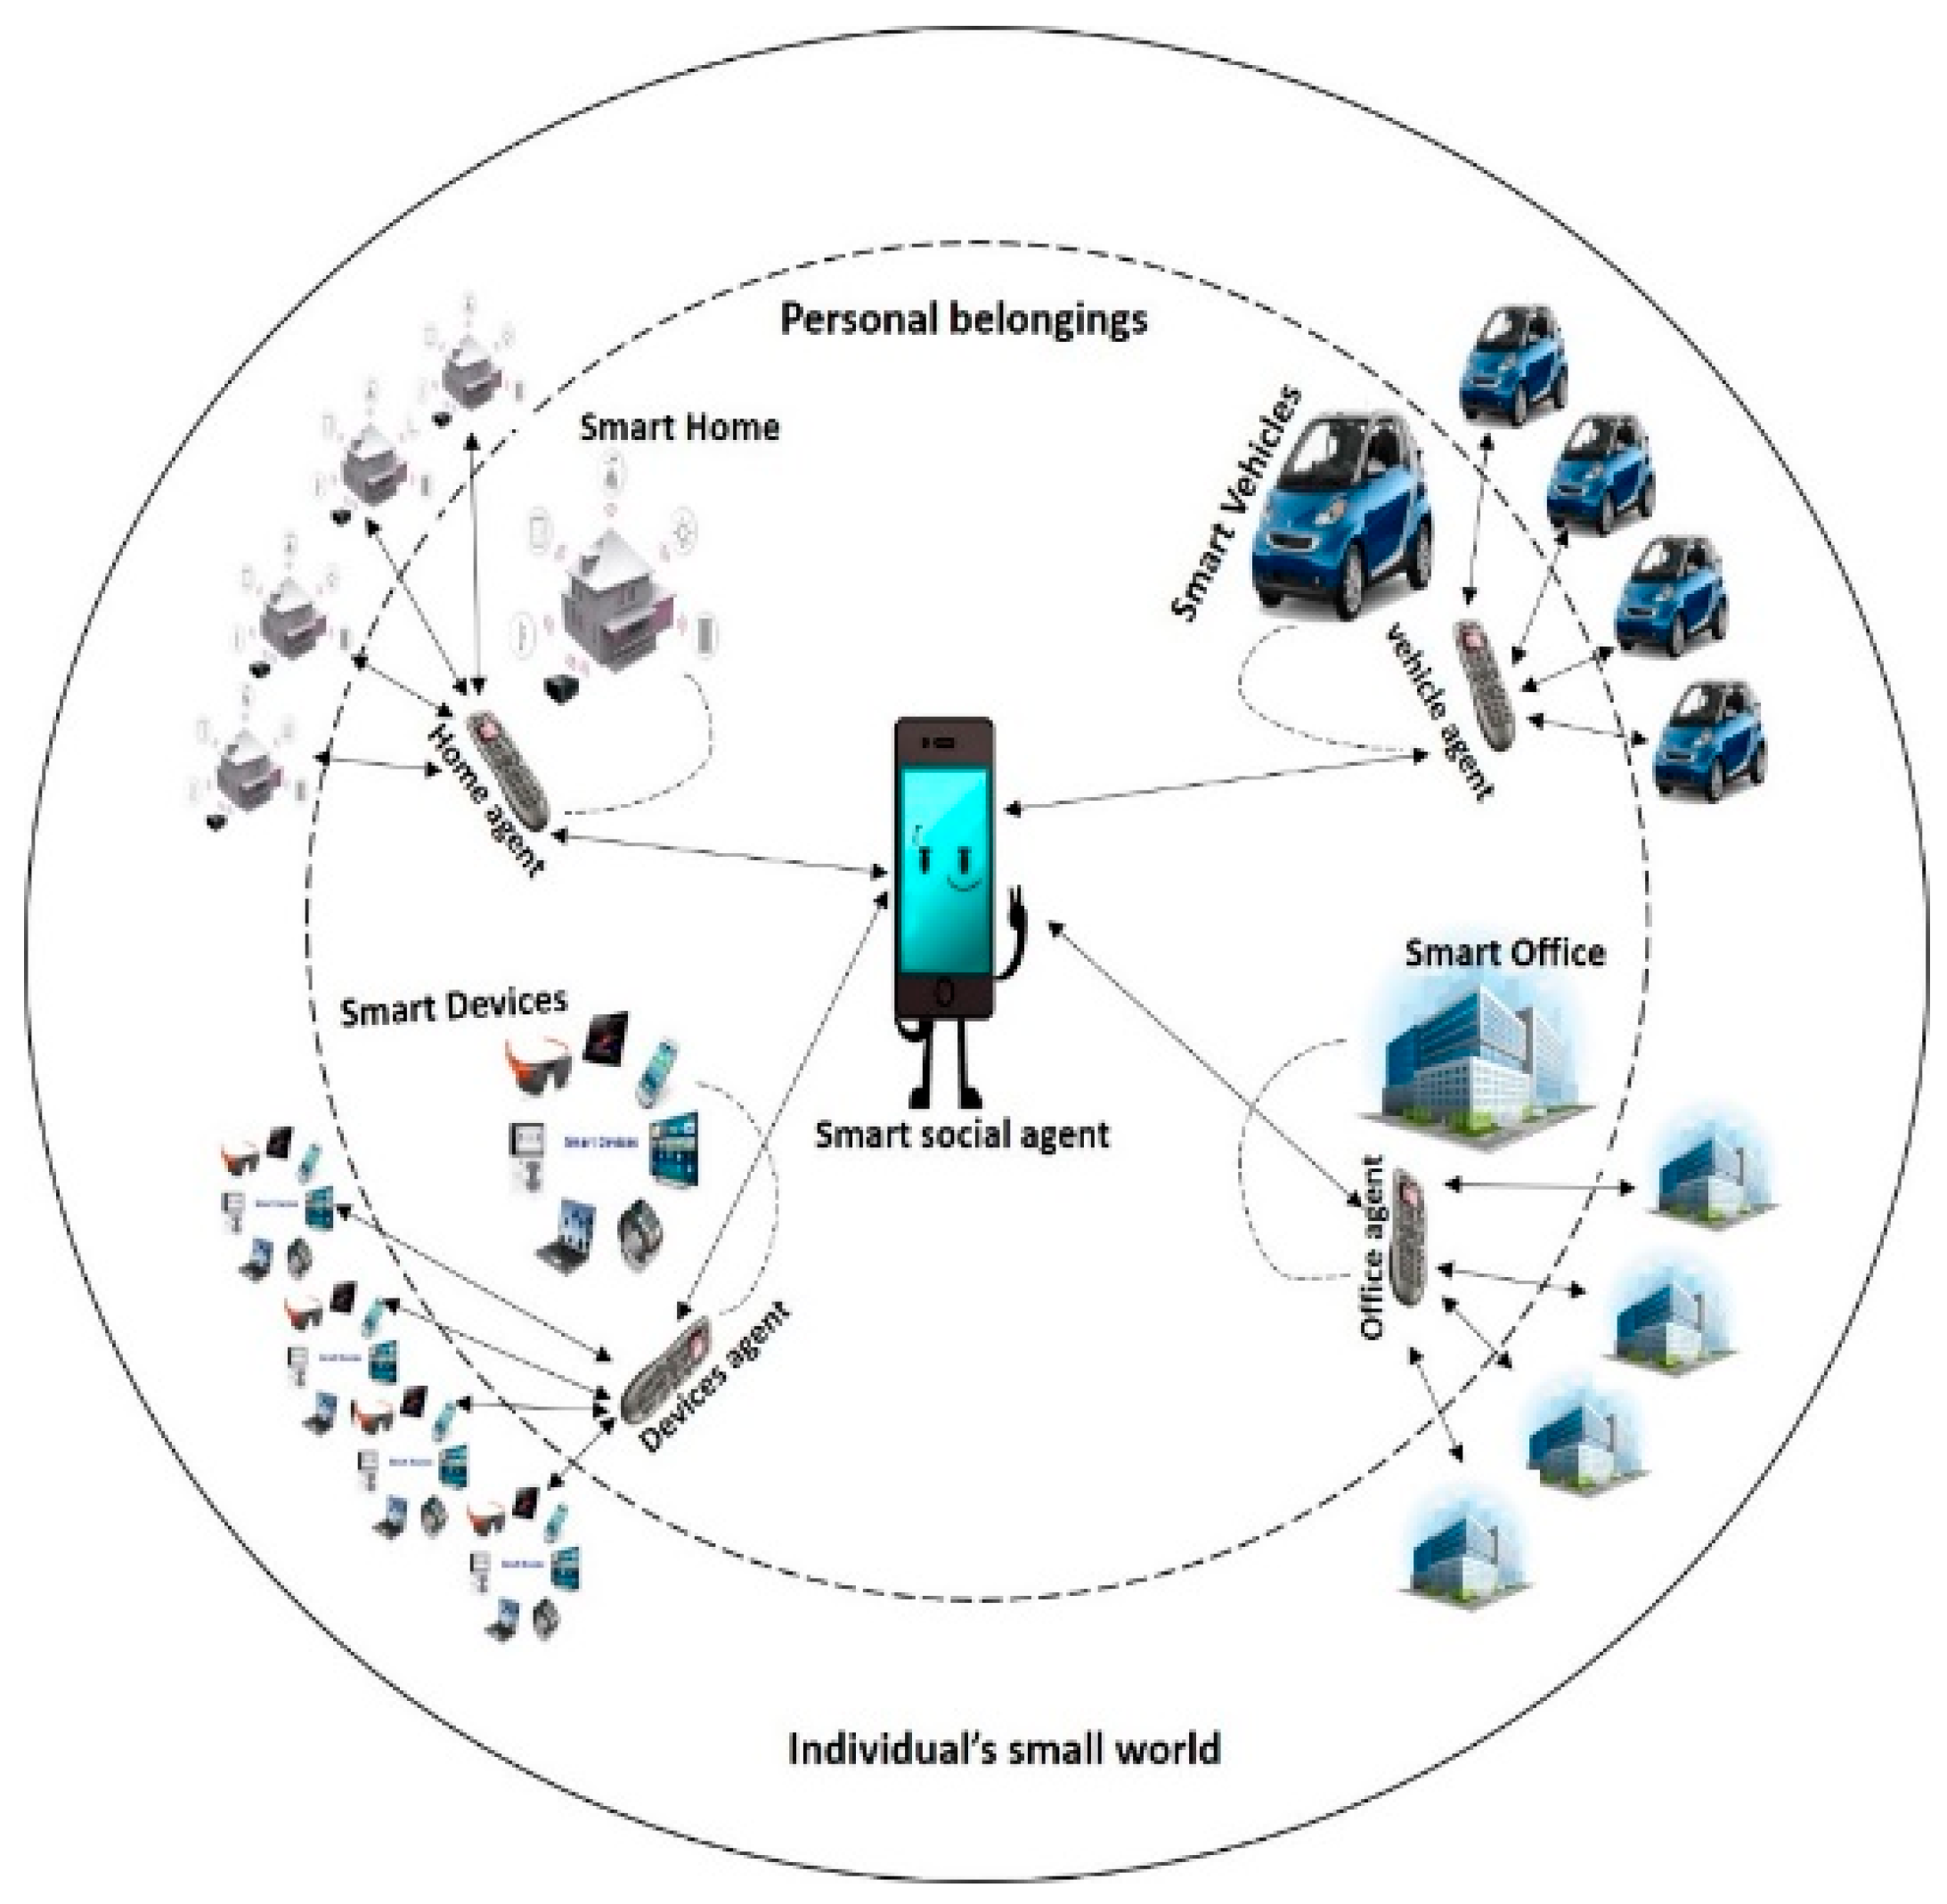 Personal belongings
Smart Home
Smart Vehicles
vehicle agent
Home agent
Smart Office
Smart Devices
Smart Devices
Smart social agent
Office agent
Devices agent
Individual's small world